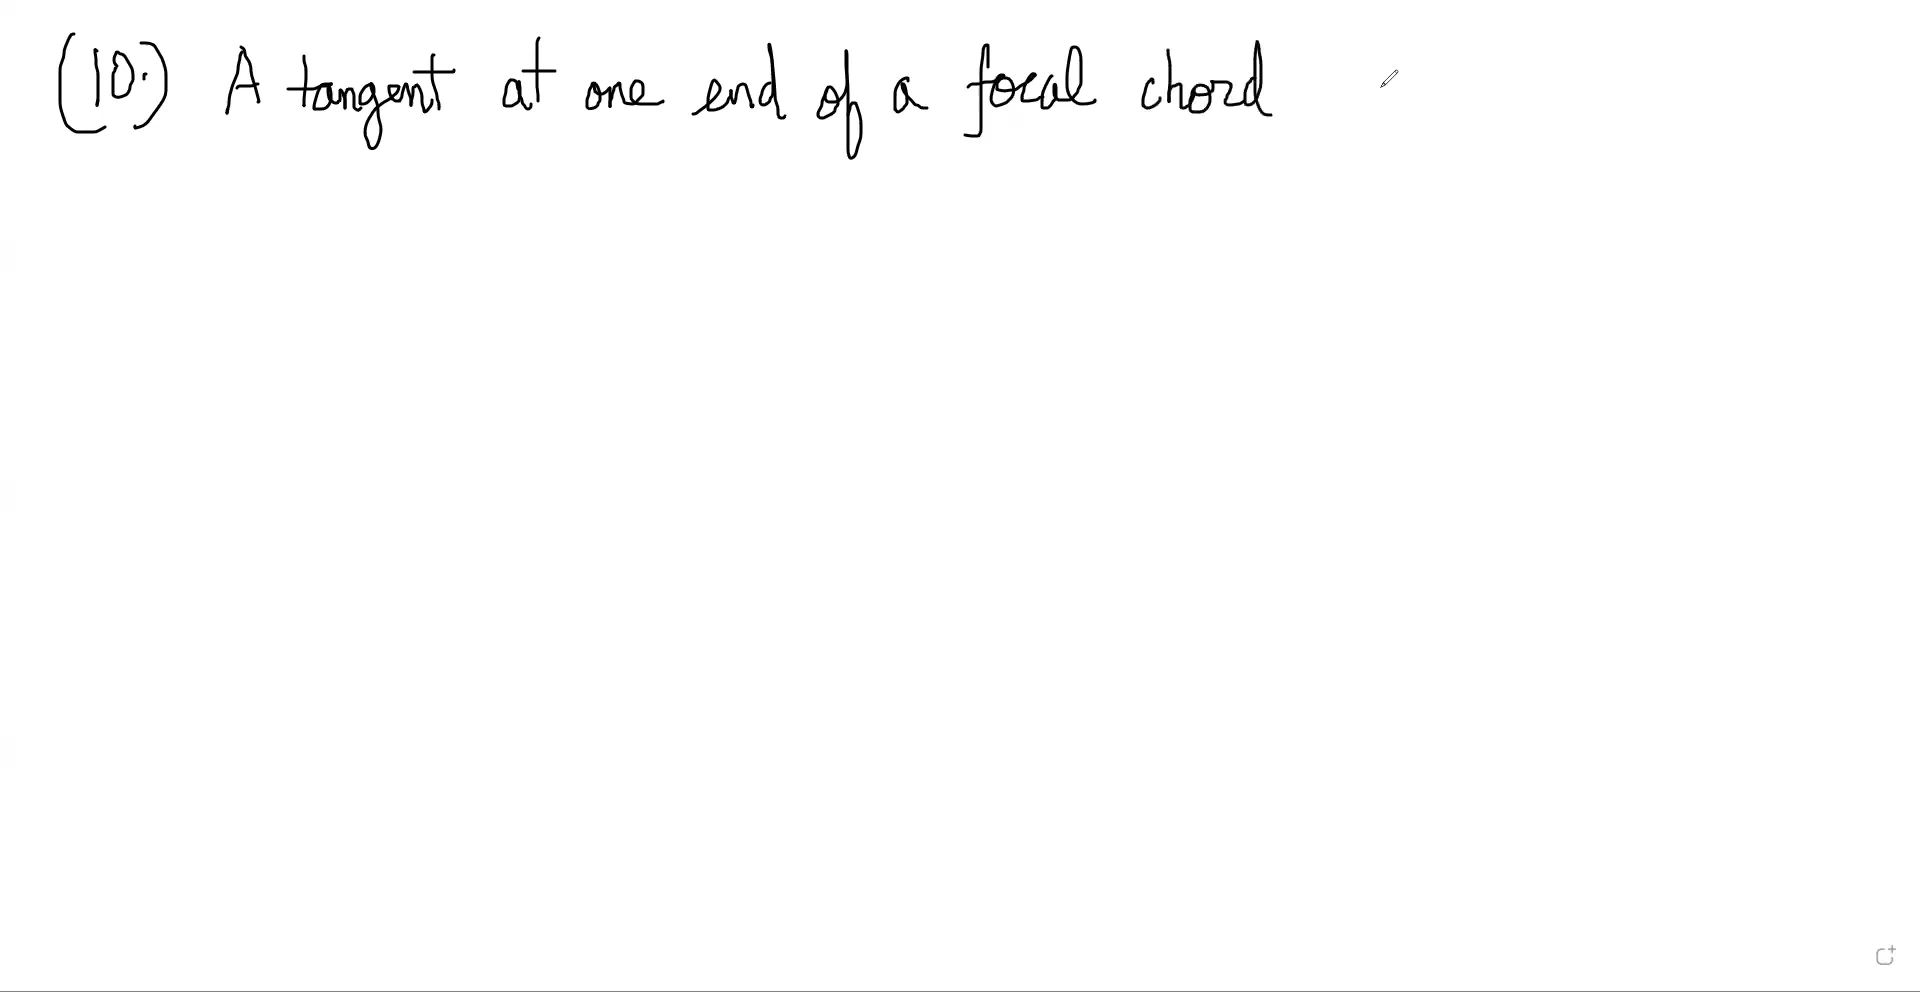 (10.) A tangent at one end of a focal chord